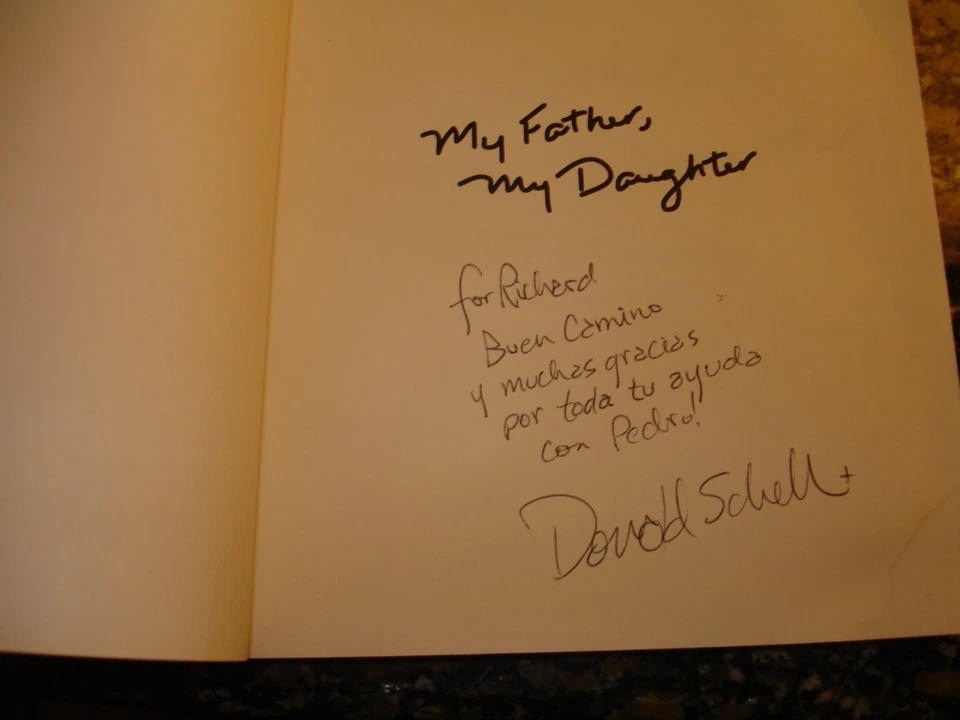 My Father,
My Daughter
for Richard
Buen Camino
y muchas gracias
por toda tu ayuda
con Pedro!
Donald Schell +